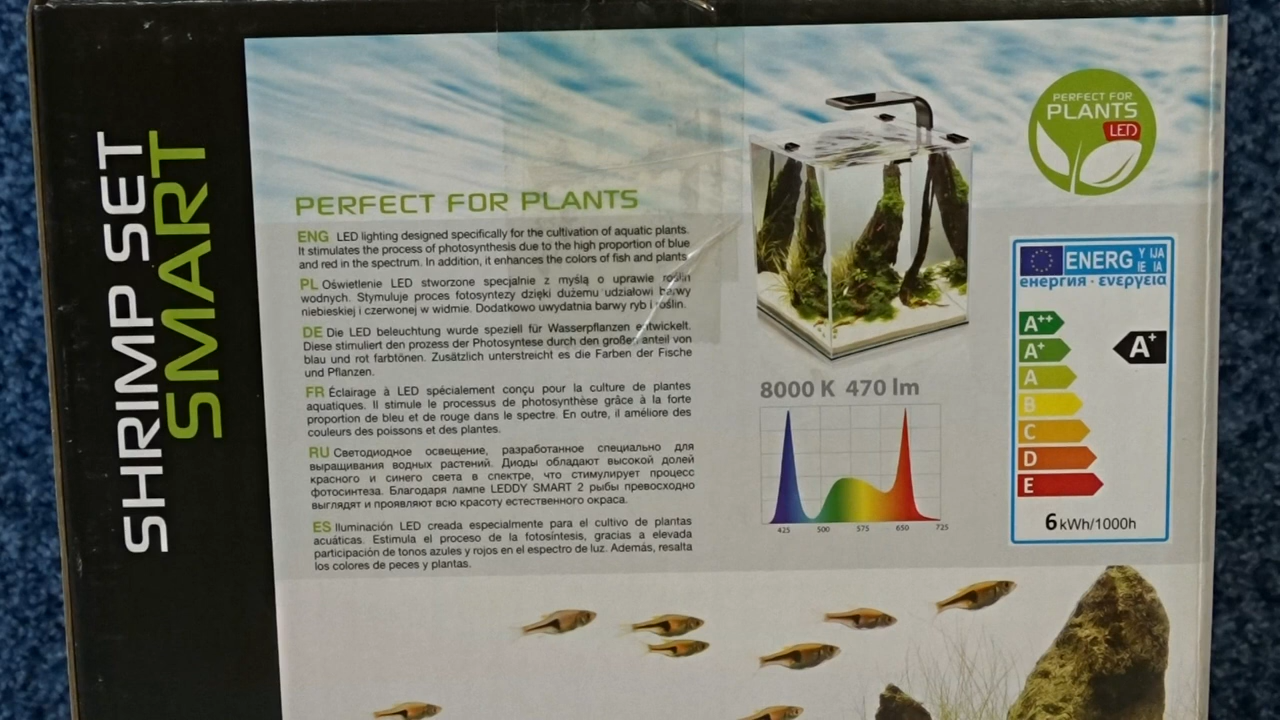 SHRIMP SET
SMART
PERFECT FOR PLANTS
ENG LED lighting designed specifically for the cultivation of aquatic plants.
It stimulates the process of photosynthesis due to the high proportion of blue
and red in the spectrum. In addition, it enhances the colors of fish and plants.
PL Oświetlenie LED stworzone specjalnie z myślą o uprawie roślin
wodnych. Stymuluje proces fotosyntezy dzięki dużemu udziałowi barwy
niebieskiej i czerwonej w widmie. Dodatkowo uwydatnia barwy ryb i roślin.
DE Die LED beleuchtung wurde speziell für Wasserpflanzen entwickelt.
Diese stimuliert den prozess der Photosyntese durch den großen anteil von
blau und rot farbtönen. Zusätzlich unterstreicht es die Farben der Fische
und Pflanzen.
FR Éclairage à LED spécialement conçu pour la culture de plantes
aquatiques. Il stimule le processus de photosynthèse grâce à la forte
proportion de bleu et de rouge dans le spectre. En outre, il améliore des
couleurs des poissons et des plantes.
RU Светодиодное освещение, разработанное специально для
выращивания водных растений. Диоды обладают высокой долей
красного и синего света в спектре, что стимулирует процесс
фотосинтеза. Благодаря лампе LEDDY SMART 2 рыбы превосходно
выглядят и проявляют всю красоту естественного окраса.
ES Iluminación LED creada especialmente para el cultivo de plantas
acuáticas. Estimula el proceso de la fotosíntesis, gracias a elevada
participación de tonos azules y rojos en el espectro de luz. Además, resalta
los colores de peces y plantas.
8000 K 470 lm
425 500 575 650 725
PERFECT FOR
PLANTS
LED
ENERG Y IJA
IE IA
енергия · ενεργεια
A++
A+
A+
A
B
C
D
E
6 kWh/1000h